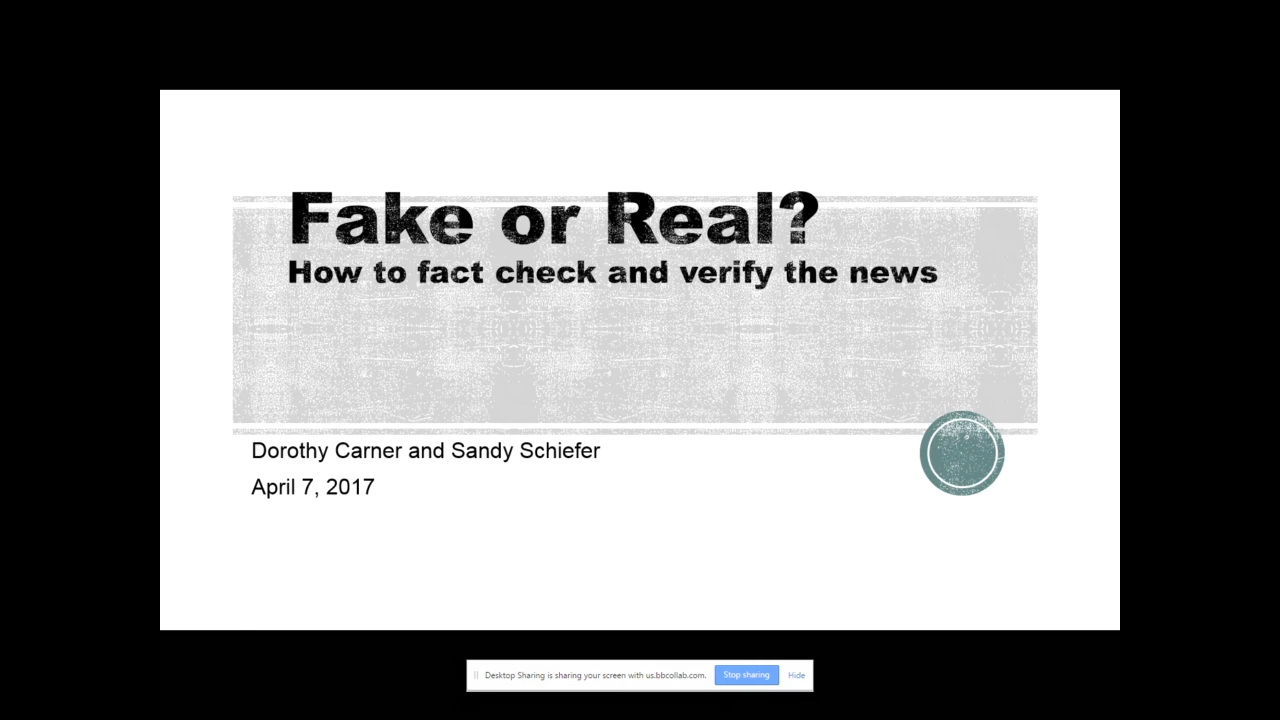 Fake or Real?
How to fact check and verify the news
Dorothy Carner and Sandy Schiefer
April 7, 2017
Desktop Sharing is sharing your screen with us.bbcollab.com.
Stop sharing
Hide